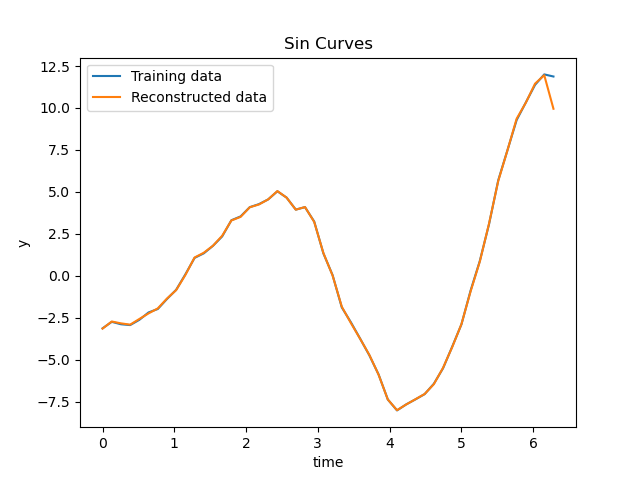 Sin Curves
Training data
Reconstructed data
12.5
10.0
7.5
5.0
2.5
0.0
−2.5
−5.0
−7.5
y
0 1 2 3 4 5 6
time